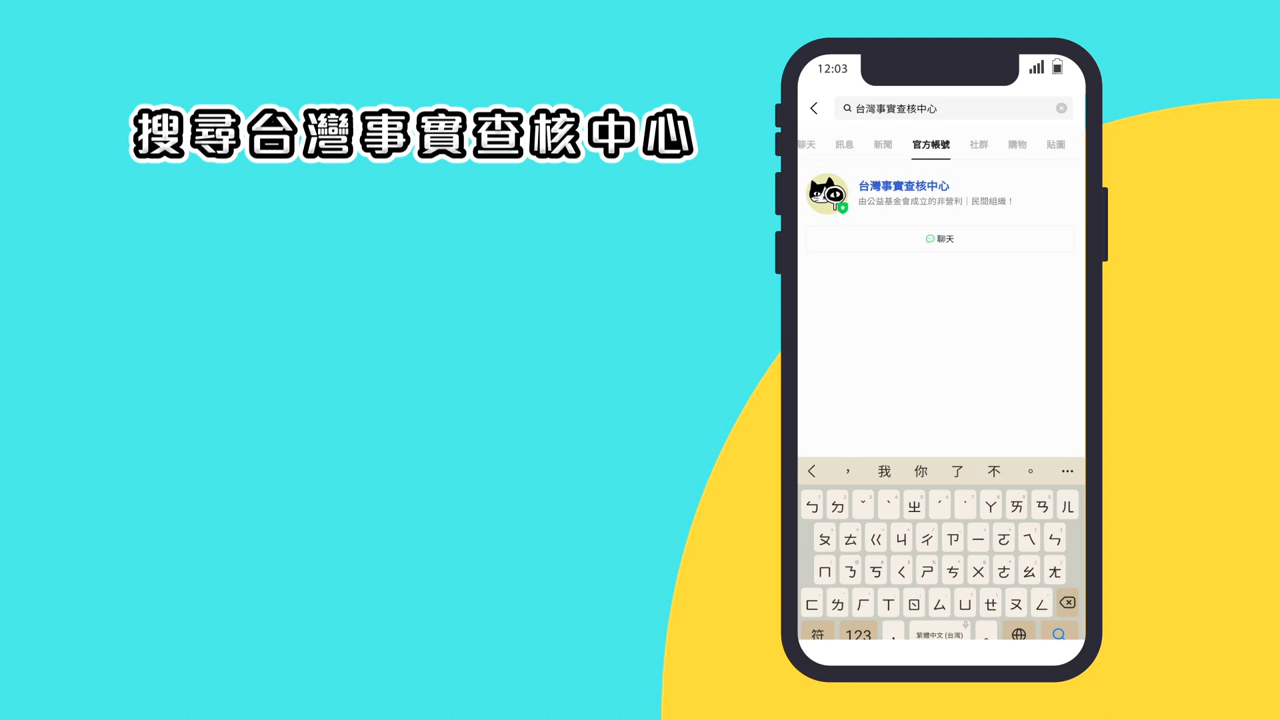 搜尋台灣事實查核中心
12:03
台灣事實查核中心
聊天 訊息 新聞 官方帳號 社群 購物 貼圖
台灣事實查核中心
由公益基金會成立的非營利｜民間組織！
聊天
， 我 你 了 不 。 ...
ㄅ ㄉ ˇ ˋ ㄓ ˊ ˙ ㄚ ㄞ ㄢ ㄦ
ㄆ ㄊ ㄍ ㄐ ㄔ ㄗ ㄧ ㄛ ㄟ ㄣ
ㄇ ㄋ ㄎ ㄑ ㄕ ㄘ ㄨ ㄜ ㄠ ㄤ
ㄈ ㄌ ㄏ ㄒ ㄖ ㄙ ㄩ ㄝ ㄡ ㄥ
符 123 ， 繁體中文 (台灣) 。